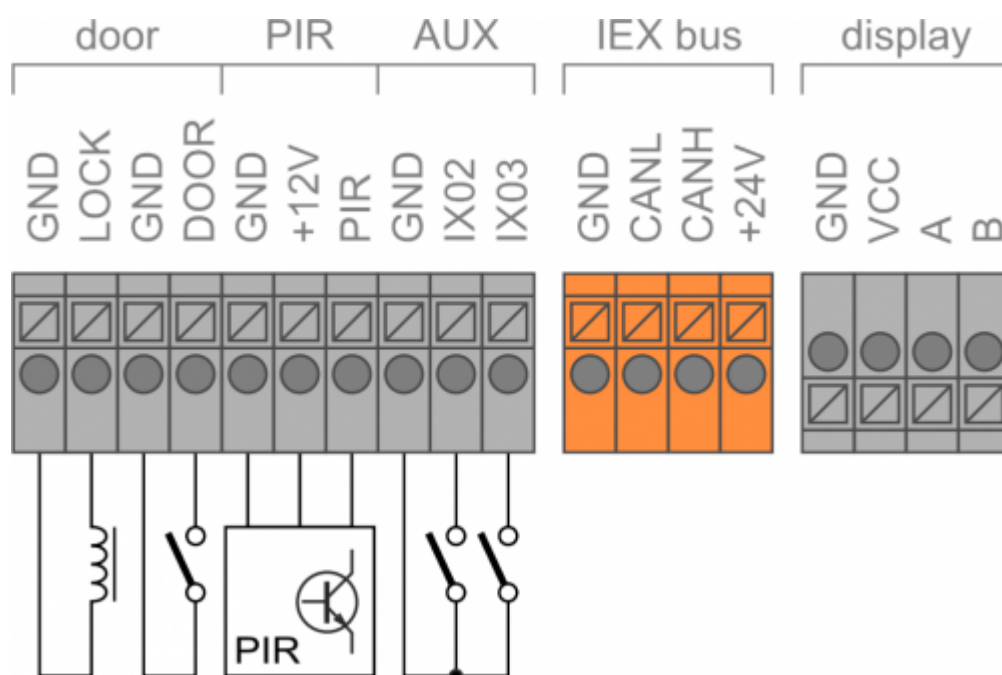 door PIR AUX IEX bus display
GND LOCK GND DOOR GND +12V PIR GND IX02 IX03 GND CANL CANH +24V GND VCC A B
PIR